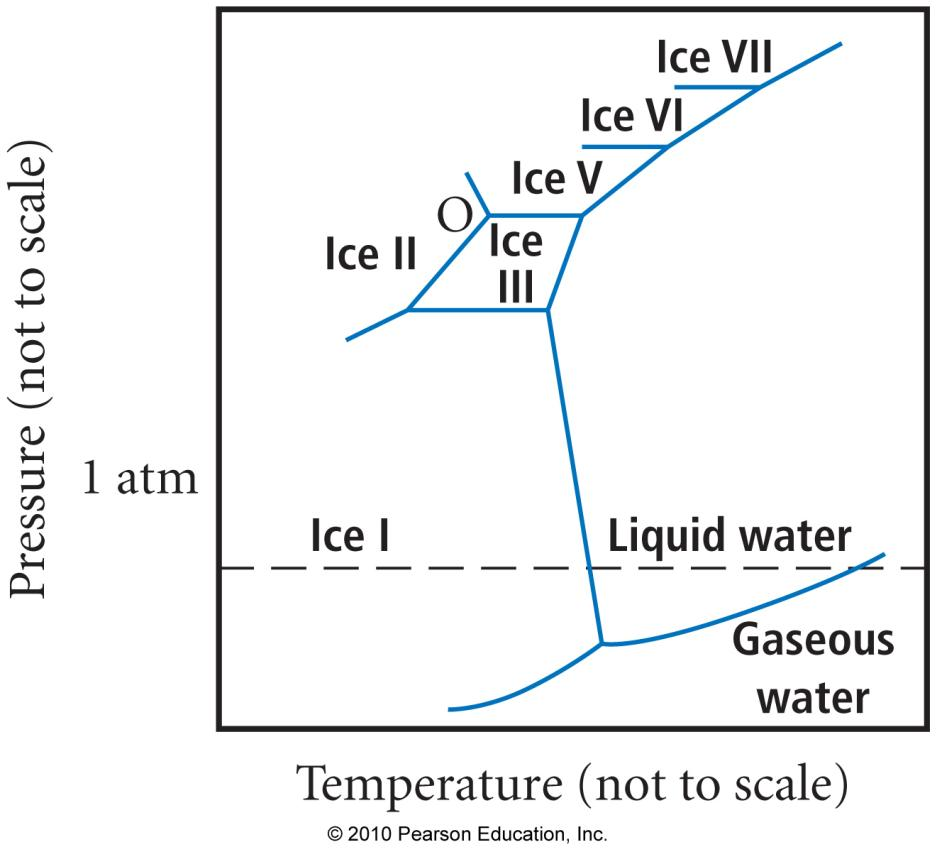 Pressure (not to scale)
Ice VII
Ice VI
Ice V
O
Ice II
Ice
III
1 atm
Ice I
Liquid water
Gaseous
water
Temperature (not to scale)
© 2010 Pearson Education, Inc.